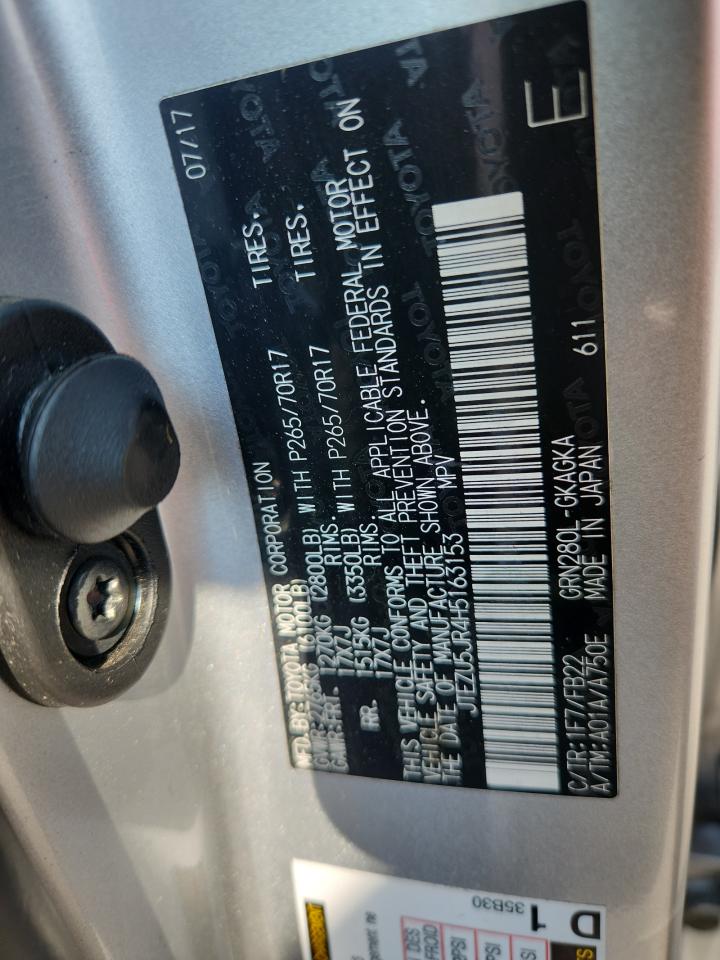 MFD.BY:TOYOTA MOTOR CORPORATION 07/17
(6100LB)
GAWR:FRT. 1270KG (2800LB) WITH P265/70R17 TIRES.
17X7J RIMS
RR. 1515KG (3350LB) WITH P265/70R17 TIRES.
17X7J RIMS
THIS VEHICLE CONFORMS TO ALL APPLICABLE FEDERAL MOTOR
VEHICLE SAFETY AND THEFT PREVENTION STANDARDS IN EFFECT ON
THE DATE OF MANUFACTURE SHOWN ABOVE.
JTEZU5JR4H5163153 MPV
C/TR:1F7/FB22 GRN280L-GKAGKA 611 E
A/TM:A01A/A750E MADE IN JAPAN
D 1
35B30